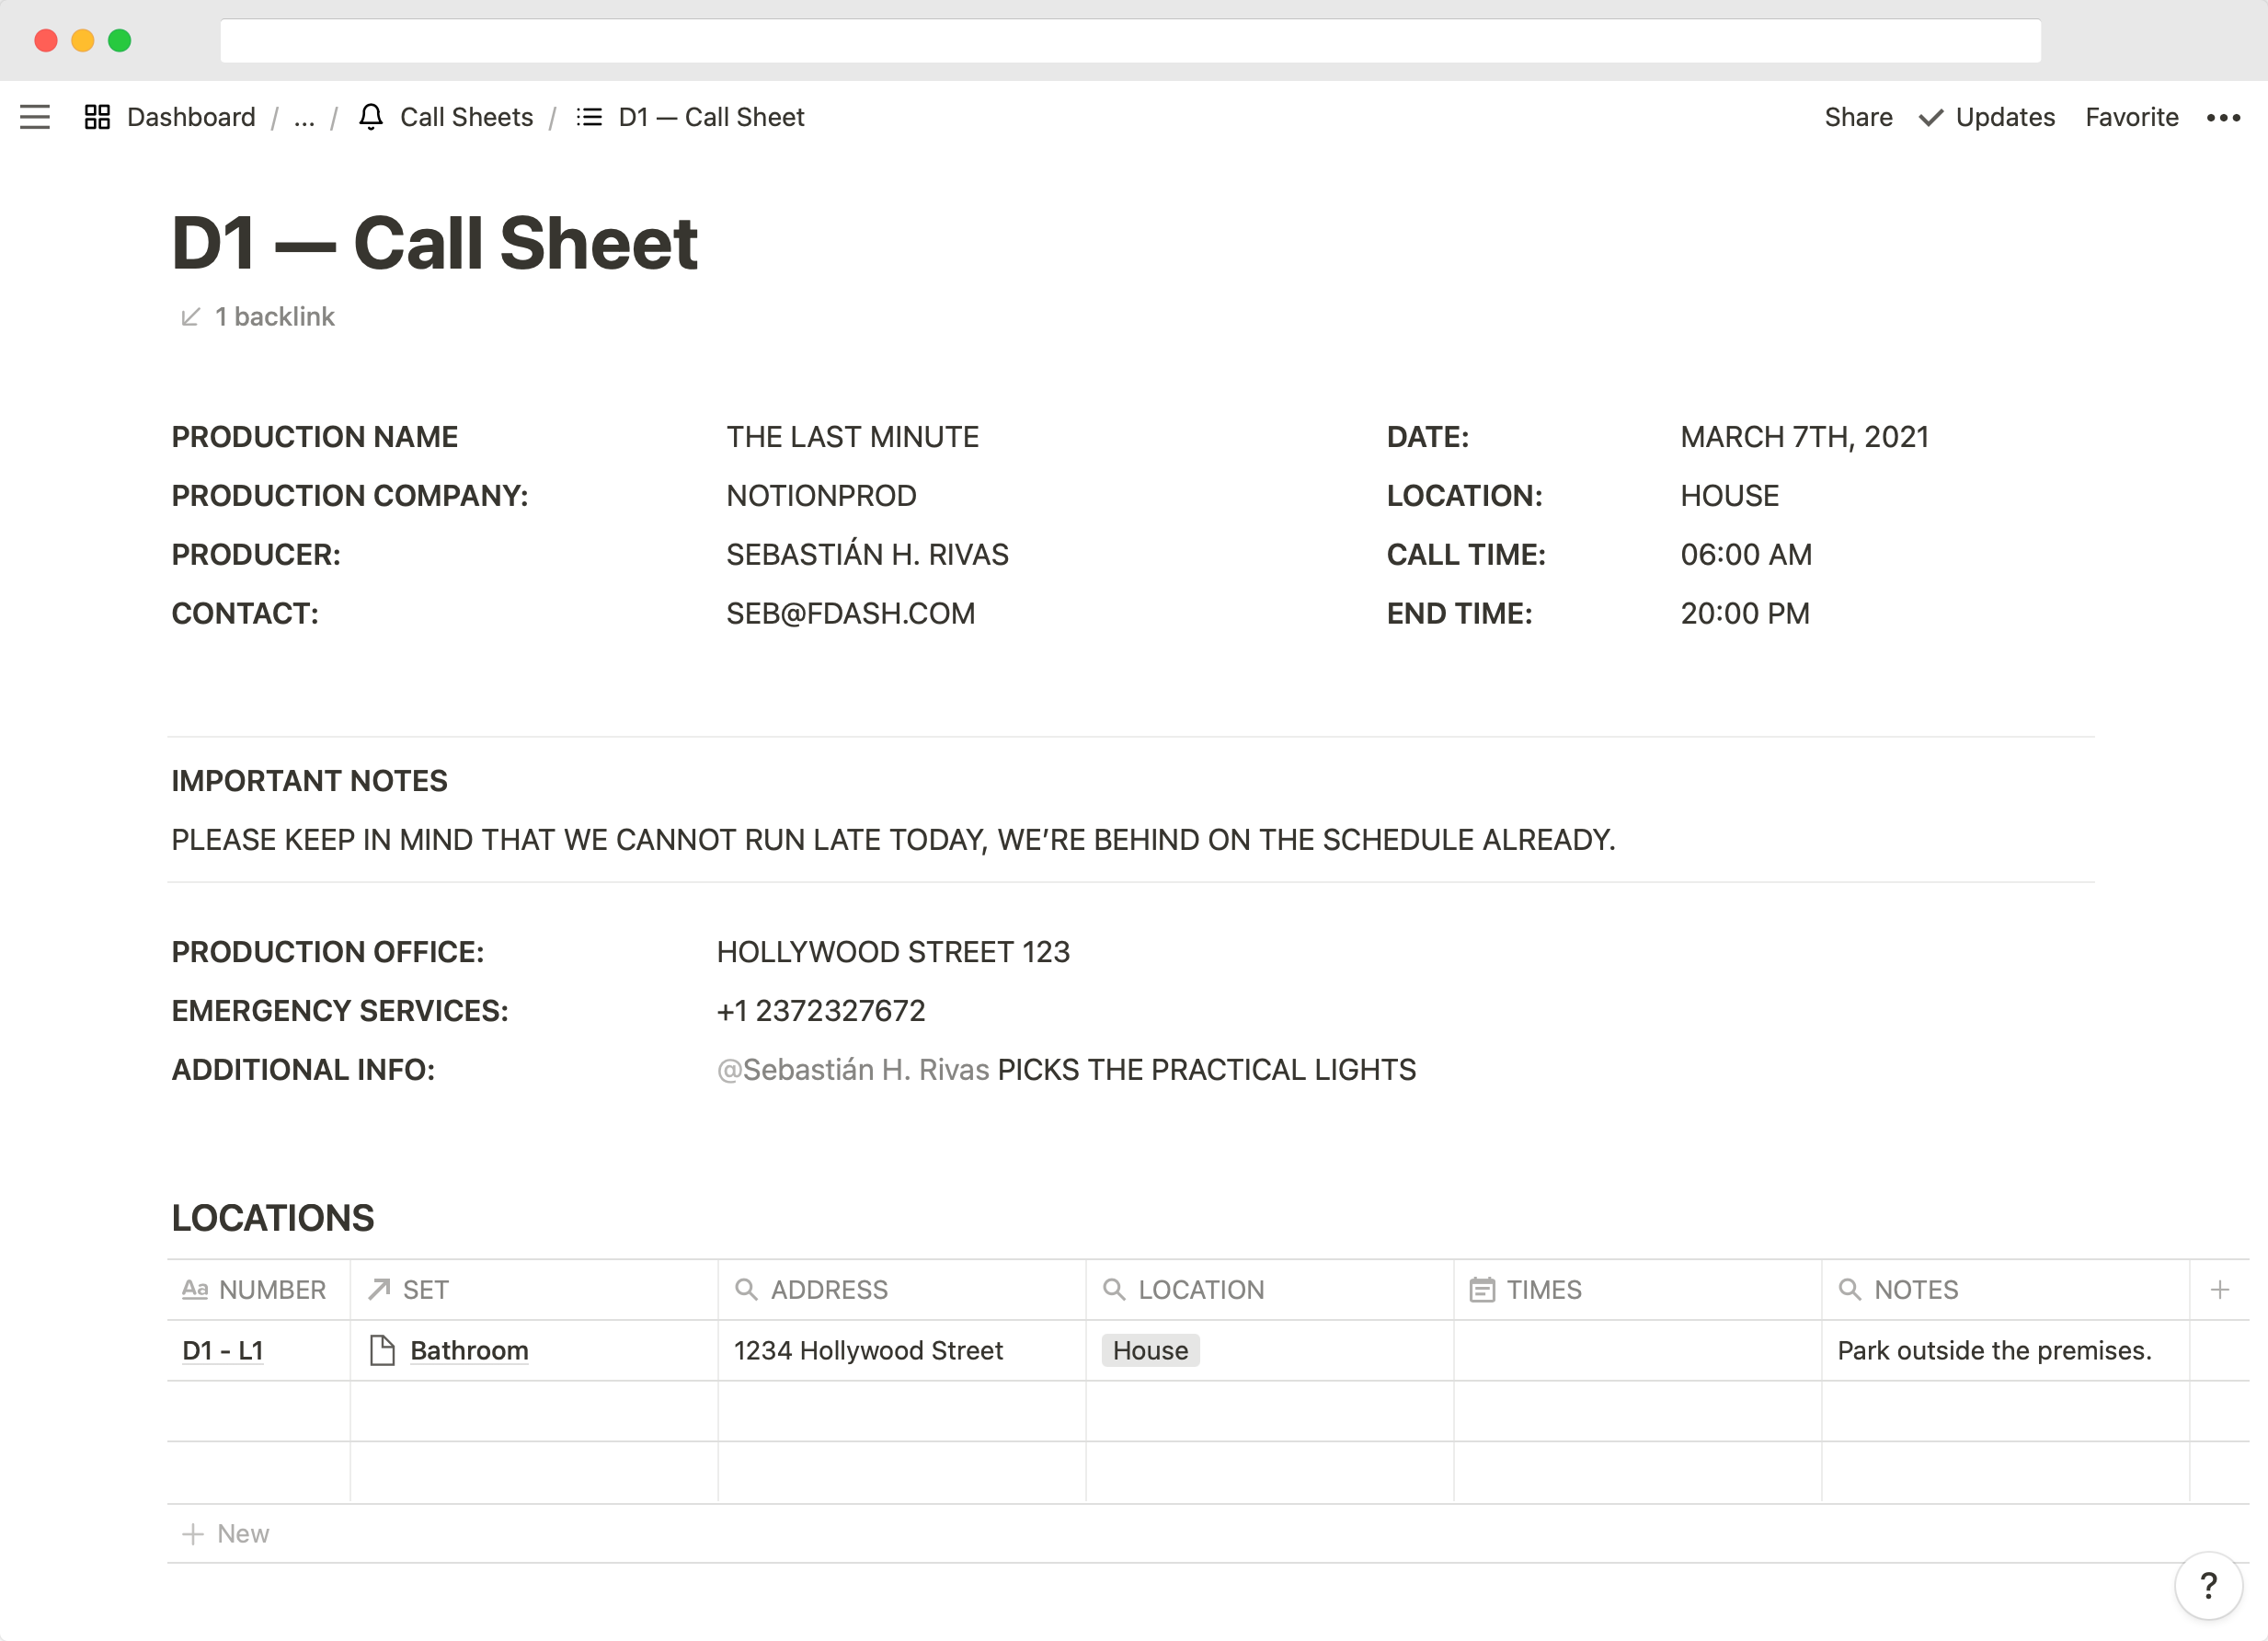 Dashboard / ... / Call Sheets / D1 — Call Sheet Share Updates Favorite •••
D1 — Call Sheet
1 backlink
PRODUCTION NAME THE LAST MINUTE DATE: MARCH 7TH, 2021
PRODUCTION COMPANY: NOTIONPROD LOCATION: HOUSE
PRODUCER: SEBASTIÁN H. RIVAS CALL TIME: 06:00 AM
CONTACT: SEB@FDASH.COM END TIME: 20:00 PM
IMPORTANT NOTES
PLEASE KEEP IN MIND THAT WE CANNOT RUN LATE TODAY, WE’RE BEHIND ON THE SCHEDULE ALREADY.
PRODUCTION OFFICE: HOLLYWOOD STREET 123
EMERGENCY SERVICES: +1 2372327672
ADDITIONAL INFO: @Sebastián H. Rivas PICKS THE PRACTICAL LIGHTS
LOCATIONS
Aa NUMBER SET ADDRESS LOCATION TIMES NOTES +
D1 - L1 Bathroom 1234 Hollywood Street House Park outside the premises.
+ New
?